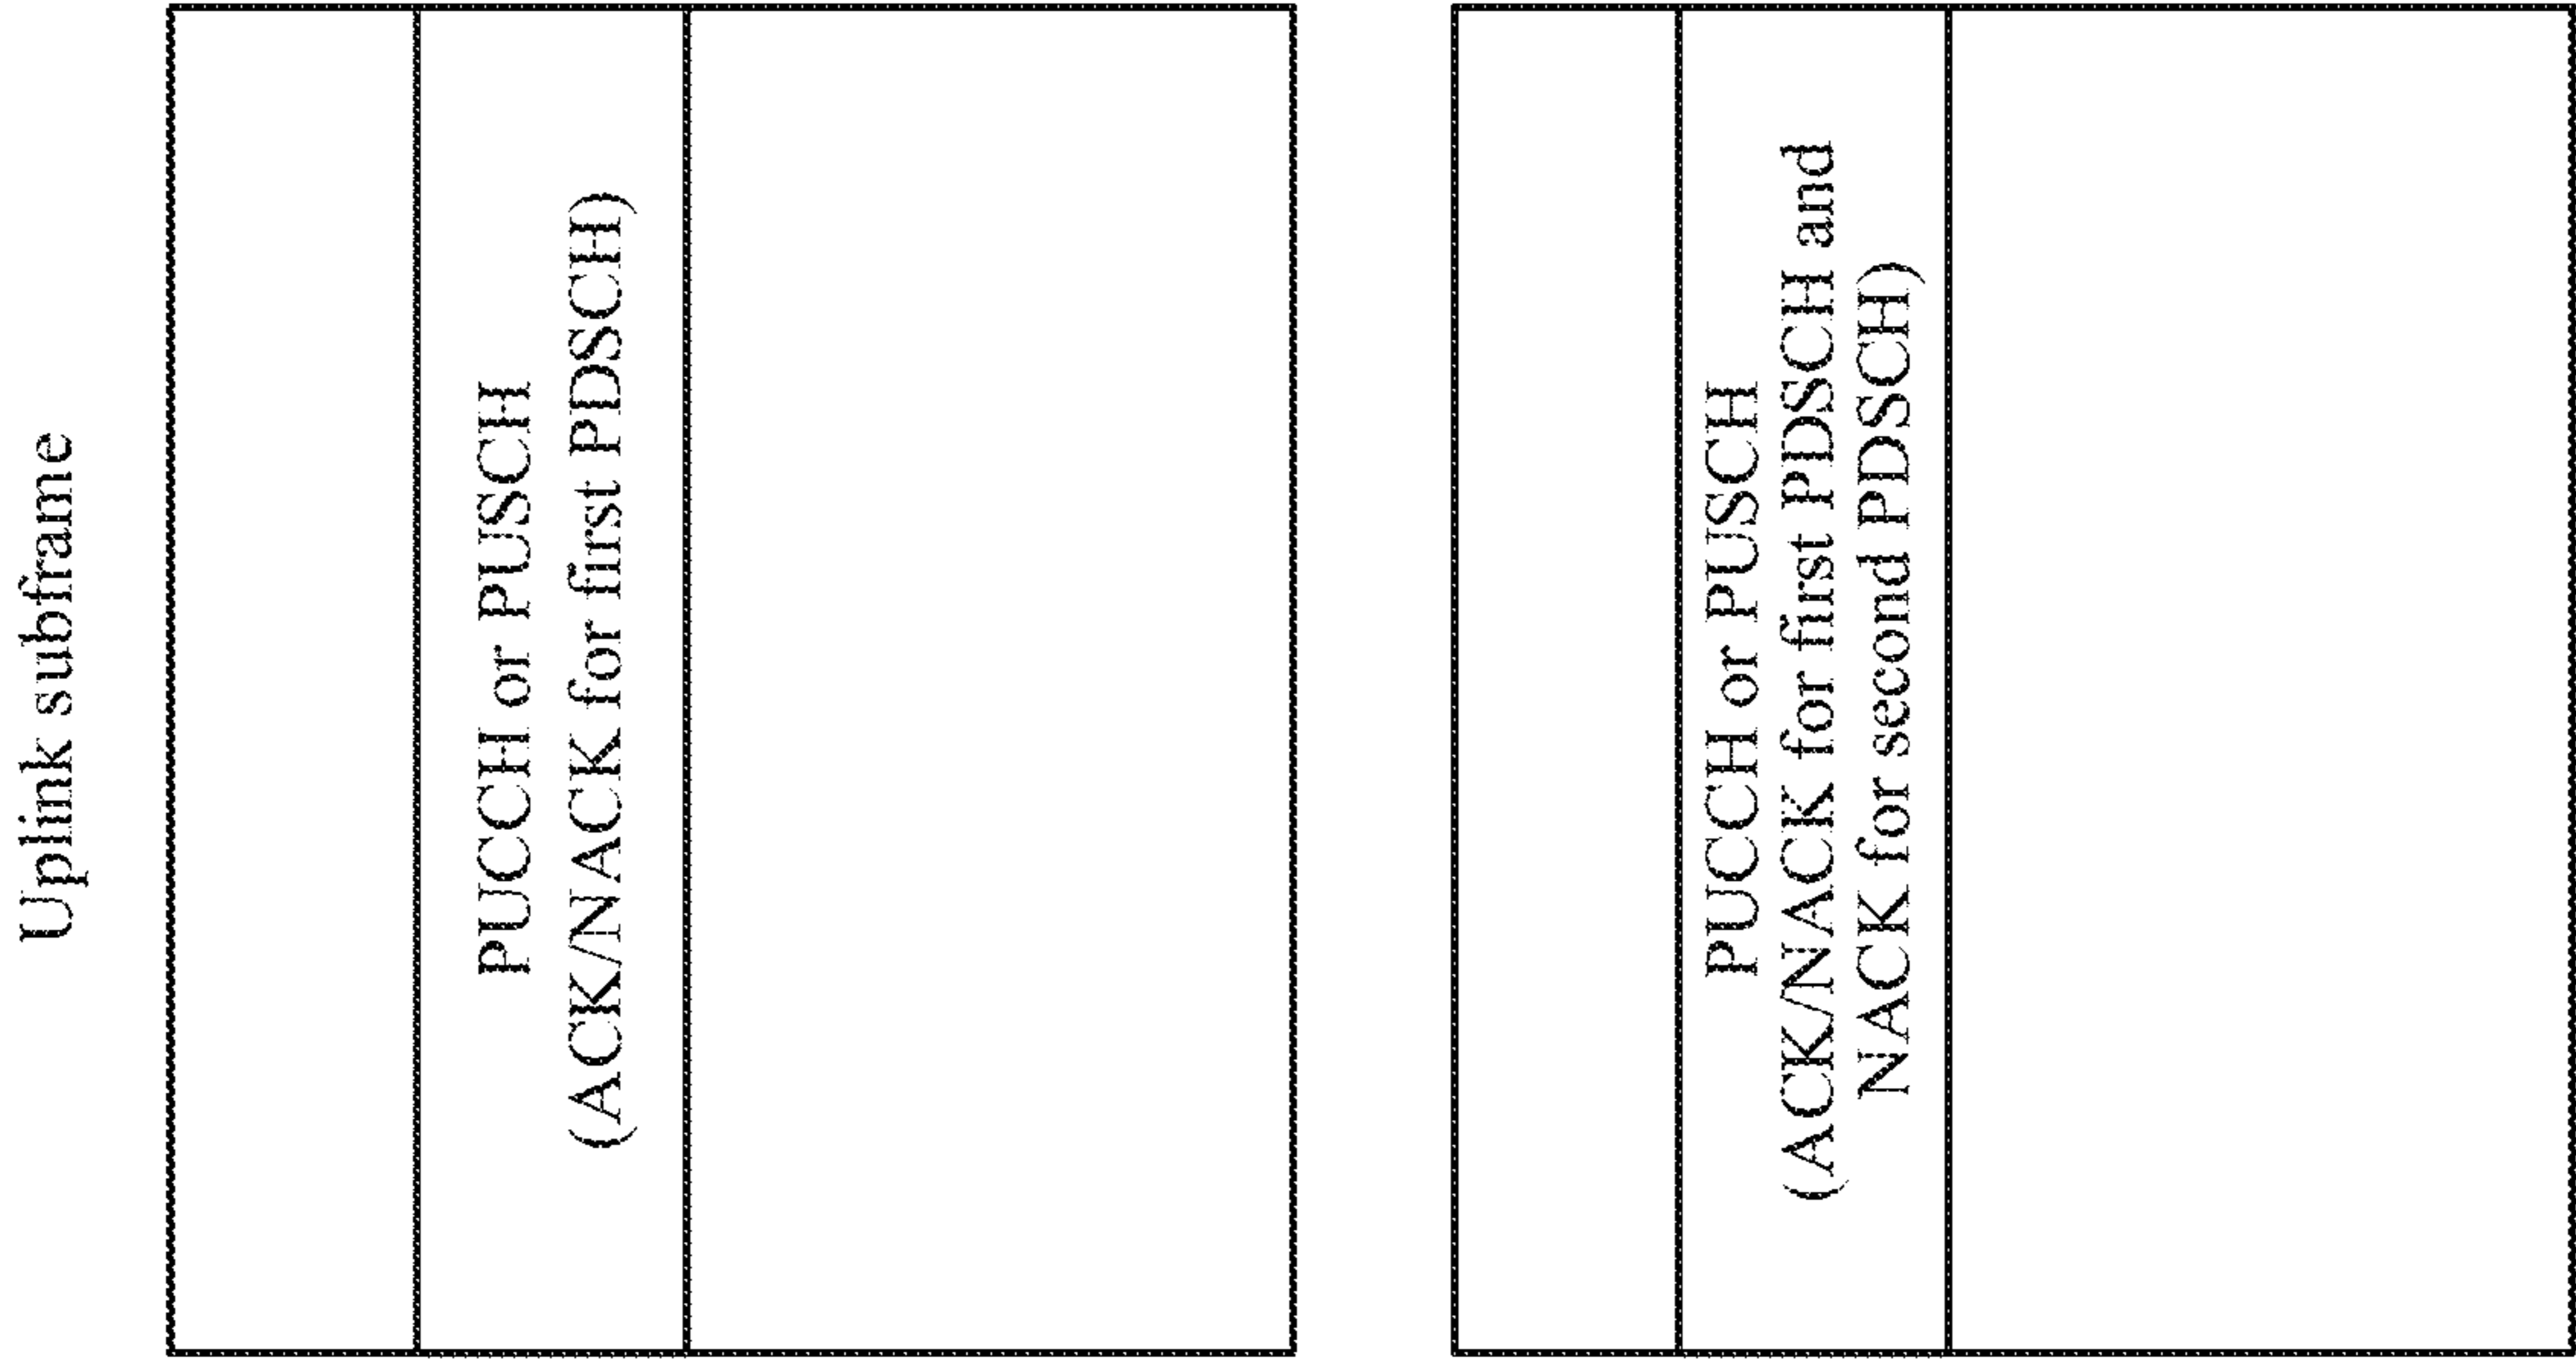 Uplink subframe
PUCCH or PUSCH
(ACK/NACK for first PDSCH)
PUCCH or PUSCH
(ACK/NACK for first PDSCH and
NACK for second PDSCH)